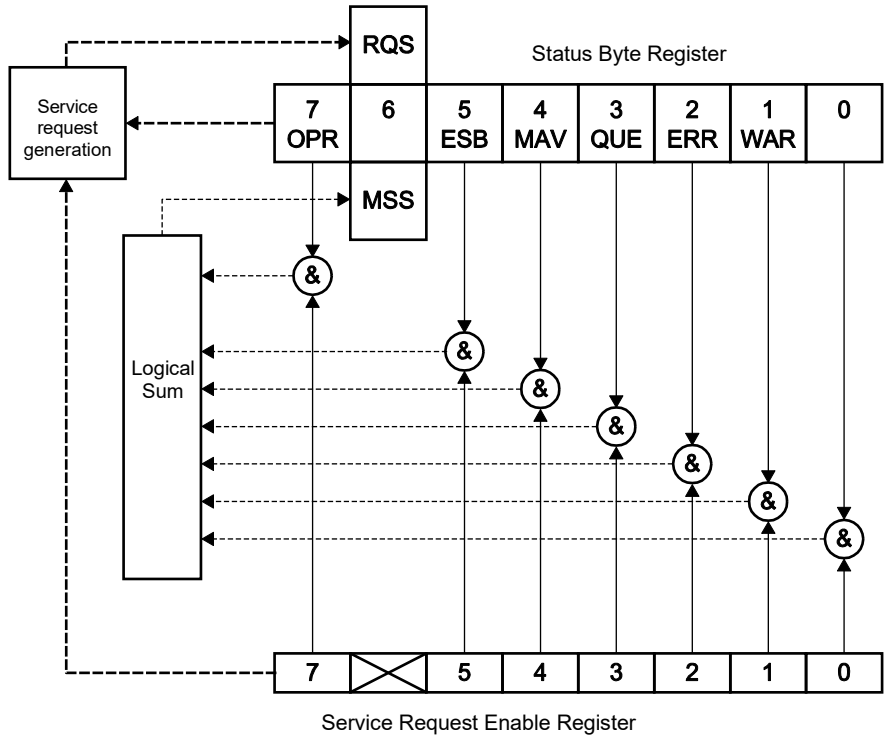 RQS
Status Byte Register
Service
request
generation
7 6 5 4 3 2 1 0
OPR ESB MAV QUE ERR WAR
MSS
&
&
Logical
Sum
&
&
&
&
&
7 5 4 3 2 1 0
Service Request Enable Register